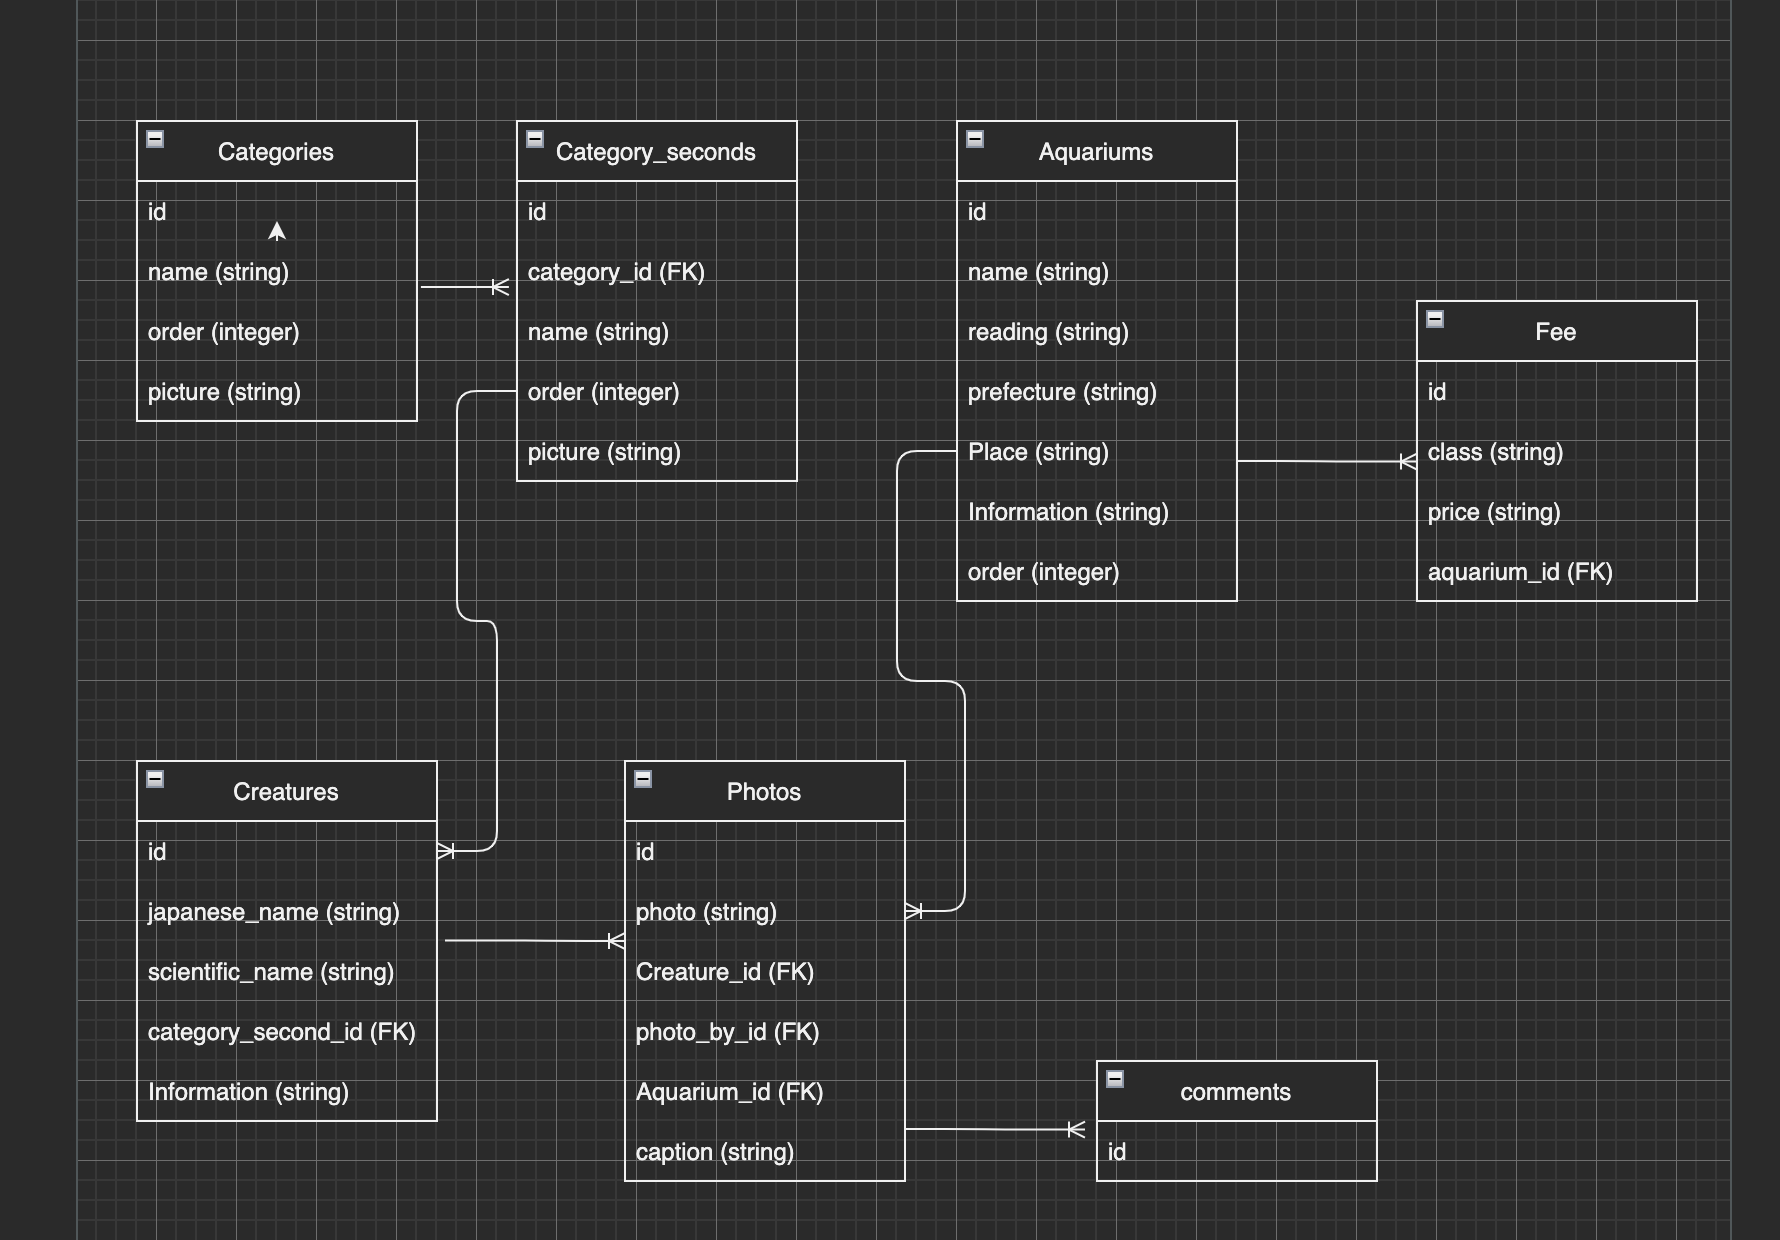 Categories
id
name (string)
order (integer)
picture (string)
Category_seconds
id
category_id (FK)
name (string)
order (integer)
picture (string)
Aquariums
id
name (string)
reading (string)
prefecture (string)
Place (string)
Information (string)
order (integer)
Fee
id
class (string)
price (string)
aquarium_id (FK)
Creatures
id
japanese_name (string)
scientific_name (string)
category_second_id (FK)
Information (string)
Photos
id
photo (string)
Creature_id (FK)
photo_by_id (FK)
Aquarium_id (FK)
caption (string)
comments
id